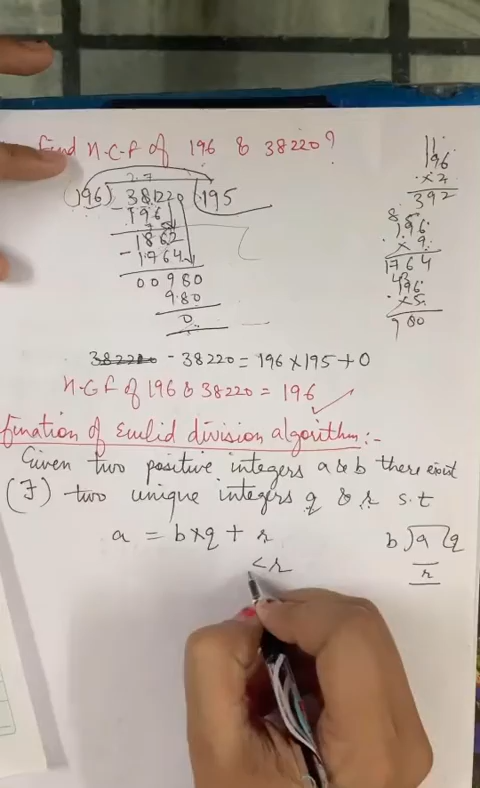 Find H.C.F of 196 & 38220?
196) 38220 (195
- 196
1862
- 1764
00980
980
0
196
×2
392
196
×9
1764
196
×5
980
38220 - 38220 = 196×195+0
H.C.F of 196 & 38220 = 196
fination of Euclid division algorithm:-
Given two positive integers a & b there exist
(∃) two unique integers q & r s.t
a = b×q + r
b) a (q
r
<r